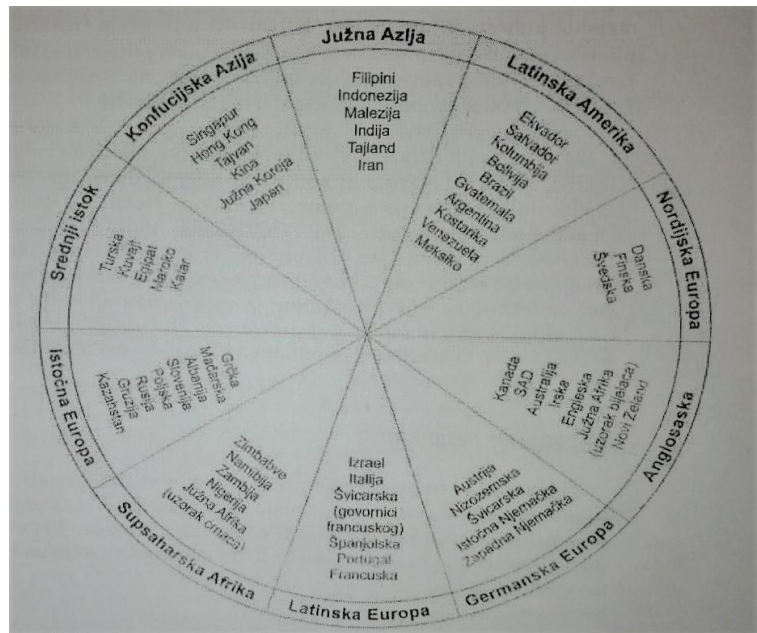 Južna Azija
Filipini
Indonezija
Malezija
Indija
Tajland
Iran
Latinska Amerika
Ekvador
Salvador
Kolumbija
Bolivija
Brazil
Gvatemala
Argentina
Kostarika
Venezuela
Meksiko
Nordijska Europa
Danska
Finska
Švedska
Anglosaska
Kanada
SAD
Australija
Irska
Engleska
Južna Afrika
(uzorak bijelaca)
Novi Zeland
Germanska Europa
Austrija
Nizozemska
Švicarska
Istočna Njemačka
Zapadna Njemačka
Latinska Europa
Izrael
Italija
Švicarska
(govornici
francuskog)
Španjolska
Portugal
Francuska
Supsaharska Afrika
Zimbabve
Namibija
Zambija
Nigerija
Južna Afrika
(uzorak crnaca)
Istočna Europa
Grčka
Mađarska
Albanija
Slovenija
Poljska
Rusija
Gruzija
Kazahstan
Srednji istok
Turska
Kuvajt
Egipat
Maroko
Katar
Konfucijska Azija
Singapur
Hong Kong
Tajvan
Kina
Južna Koreja
Japan